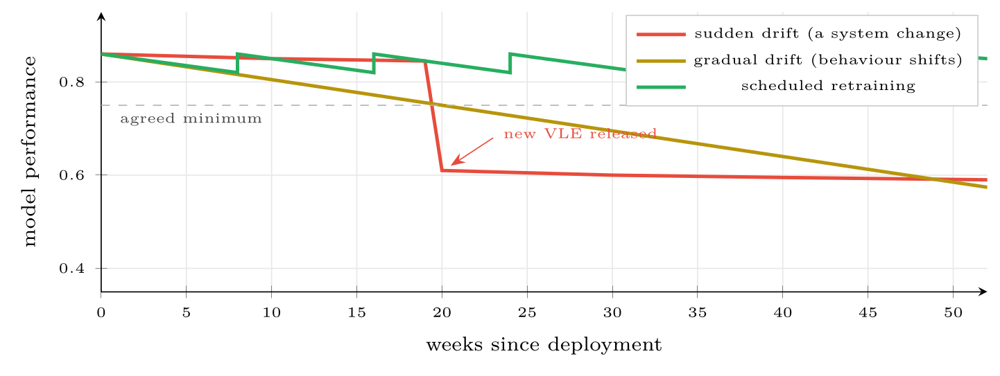 sudden drift (a system change)
gradual drift (behaviour shifts)
scheduled retraining
model performance
0.8
0.6
0.4
agreed minimum
new VLE released
0 5 10 15 20 25 30 35 40 45 50
weeks since deployment